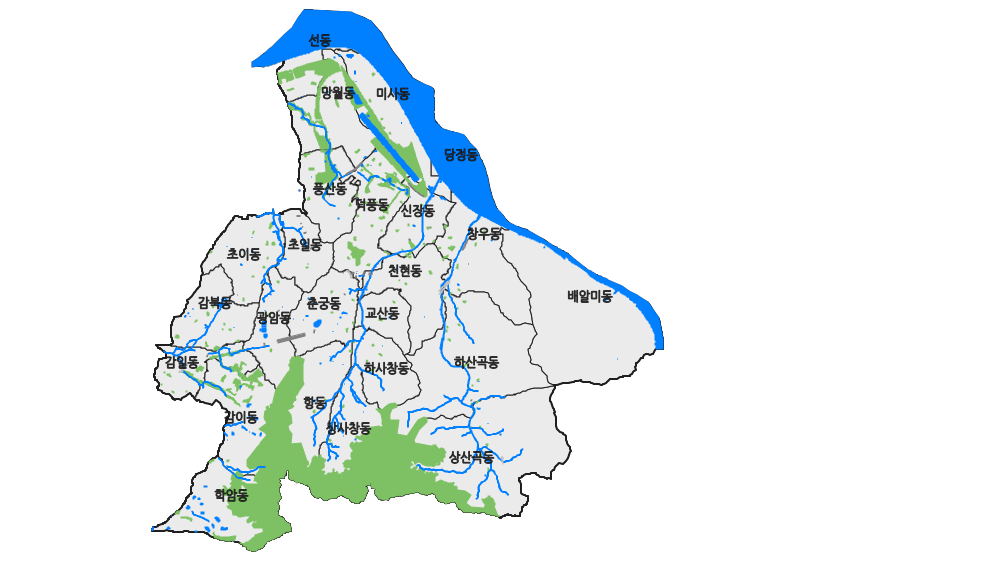 선동
망월동
미사동
당정동
풍산동
덕풍동
신장동
창우동
초일동
초이동
천현동
배알미동
감북동
춘궁동
광암동
교산동
감일동
하사창동
하산곡동
항동
감이동
상사창동
상산곡동
학암동